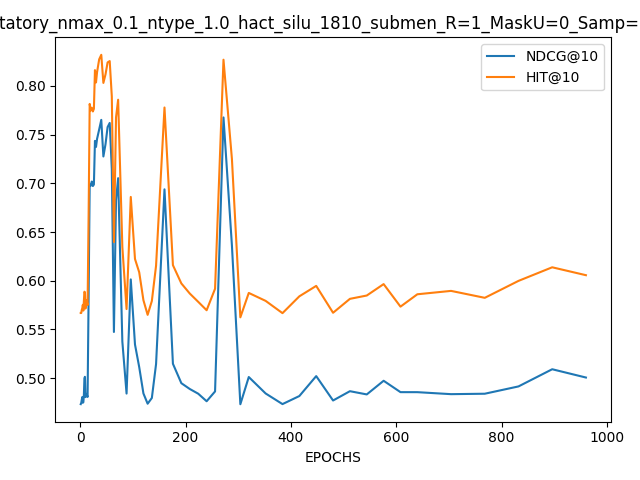 tatory_nmax_0.1_ntype_1.0_hact_silu_1810_submen_R=1_MaskU=0_Samp=
NDCG@10
HIT@10
0.80
0.75
0.70
0.65
0.60
0.55
0.50
0 200 400 600 800 1000
EPOCHS